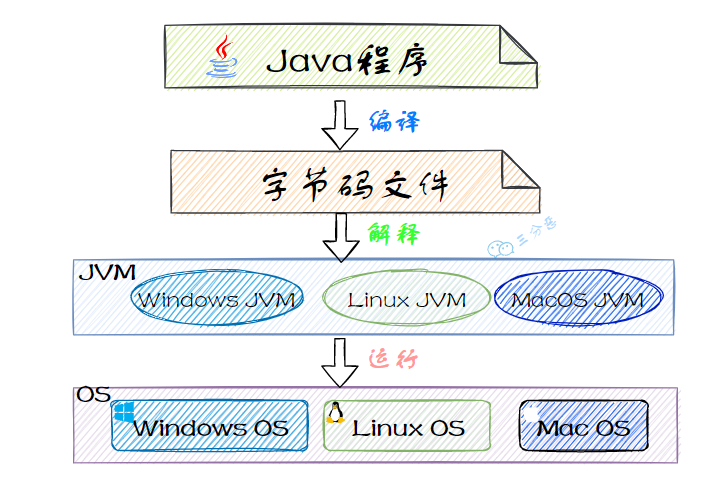 Java程序
编译
字节码文件
解释
三分恶
JVM
Windows JVM
Linux JVM
MacOS JVM
运行
OS
Windows OS
Linux OS
Mac OS